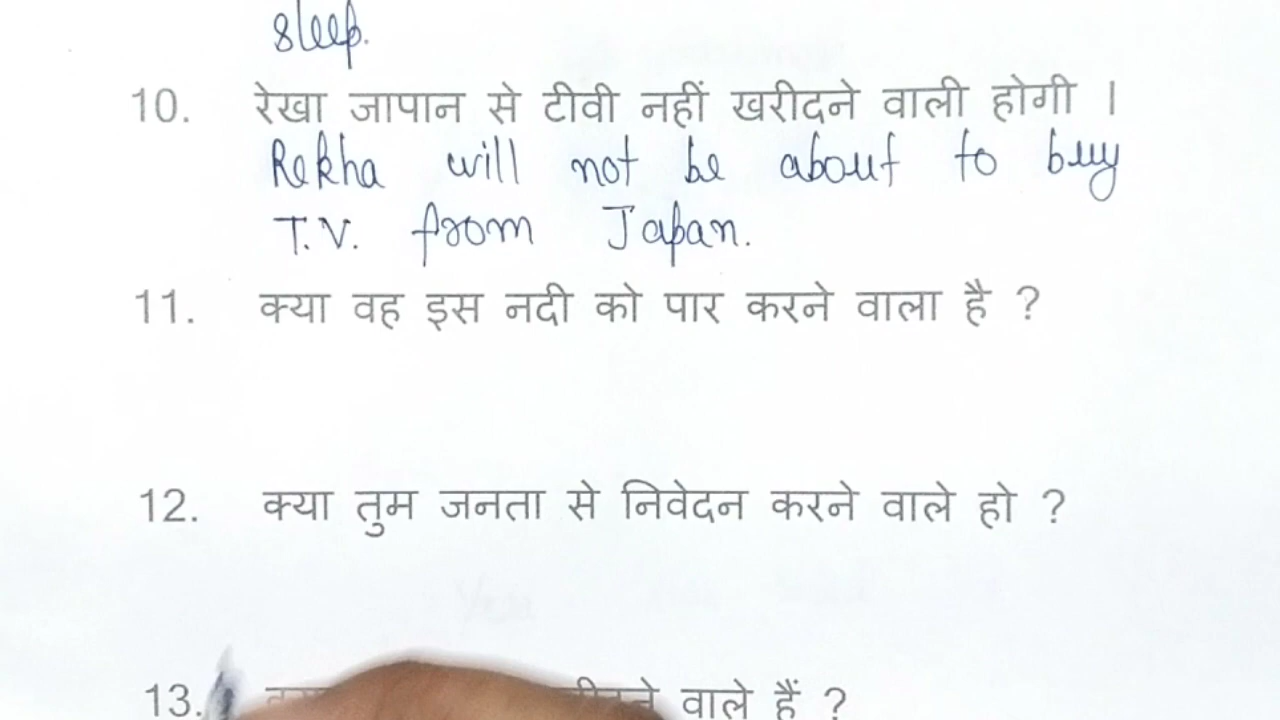 sleep.
10. रेखा जापान से टीवी नहीं खरीदने वाली होगी ।
Rekha will not be about to buy
T.V. from Japan.
11. क्या वह इस नदी को पार करने वाला है ?
12. क्या तुम जनता से निवेदन करने वाले हो ?
13. वाले हैं ?